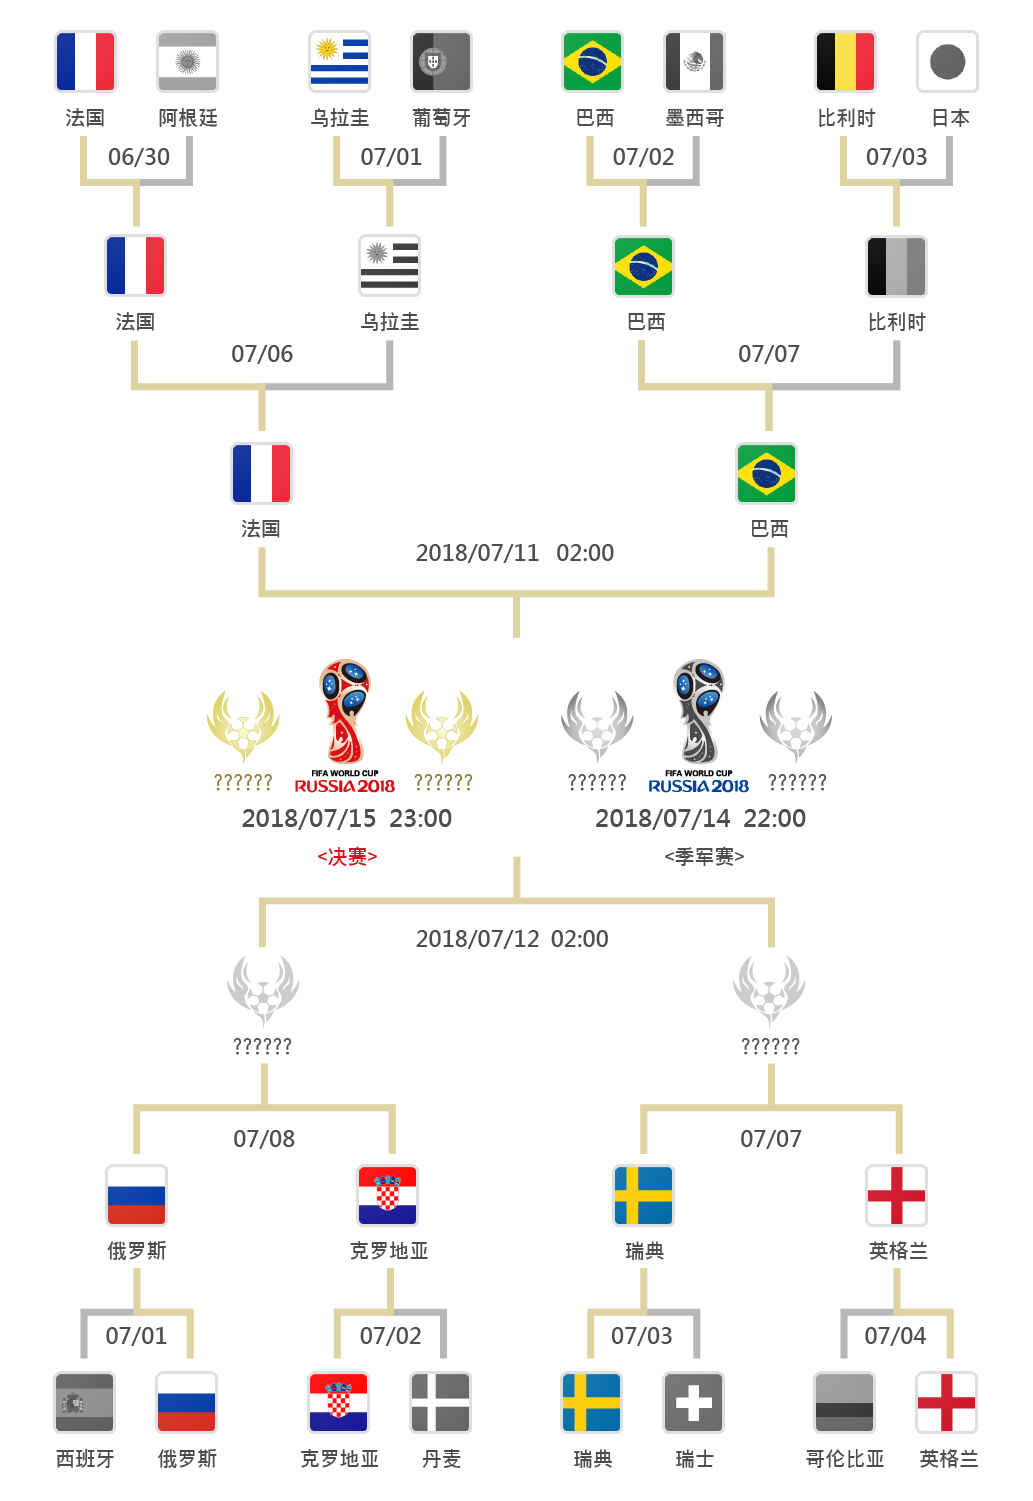 法国 阿根廷 乌拉圭 葡萄牙 巴西 墨西哥 比利时 日本
06/30 07/01 07/02 07/03
法国 乌拉圭 巴西 比利时
07/06 07/07
法国 巴西
2018/07/11 02:00
?????? FIFA WORLD CUP RUSSIA 2018 ?????? ?????? FIFA WORLD CUP RUSSIA 2018 ??????
2018/07/15 23:00 2018/07/14 22:00
<决赛> <季军赛>
2018/07/12 02:00
?????? ??????
07/08 07/07
俄罗斯 克罗地亚 瑞典 英格兰
07/01 07/02 07/03 07/04
西班牙 俄罗斯 克罗地亚 丹麦 瑞典 瑞士 哥伦比亚 英格兰